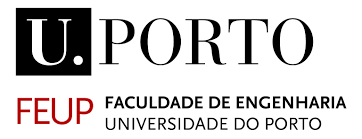 U.PORTO
FEUP FACULDADE DE ENGENHARIA
UNIVERSIDADE DO PORTO